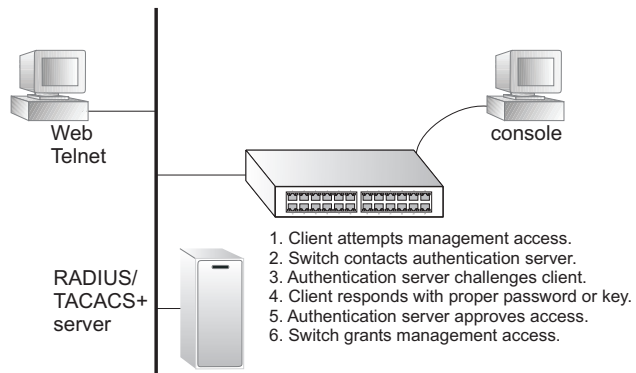 Web
Telnet
console
1. Client attempts management access.
2. Switch contacts authentication server.
3. Authentication server challenges client.
4. Client responds with proper password or key.
5. Authentication server approves access.
6. Switch grants management access.
RADIUS/
TACACS+
server